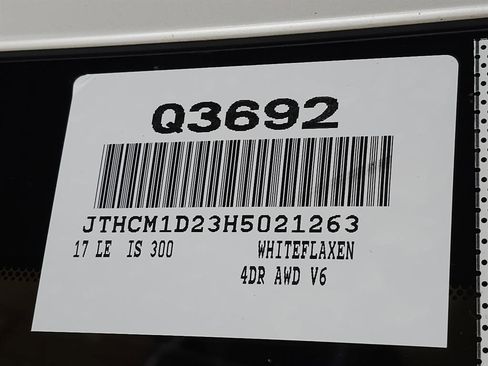 Q3692
JTHCM1D23H5021263
17 LE IS 300 WHITEFLAXEN
4DR AWD V6